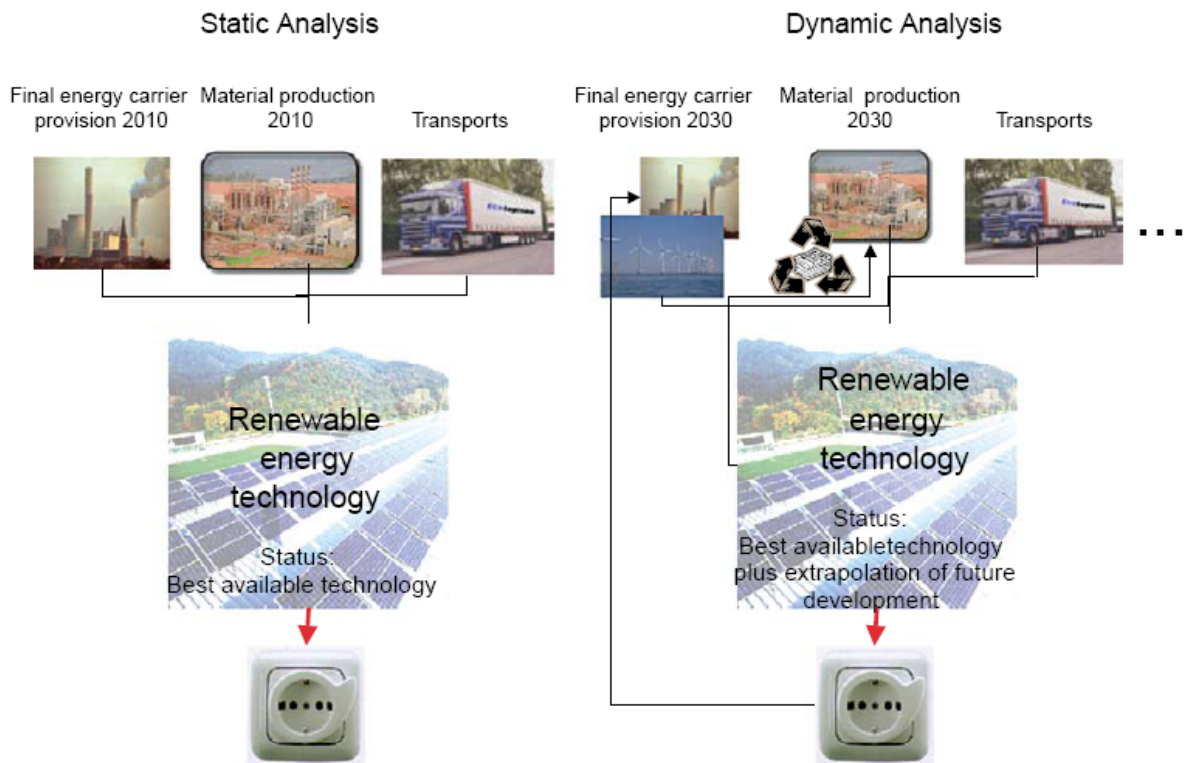 Static Analysis
Final energy carrier
provision 2010
Material production
2010
Transports
Renewable
energy
technology
Status:
Best available technology
Dynamic Analysis
Final energy carrier
provision 2030
Material production
2030
Transports
...
Renewable
energy
technology
Status:
Best availabletechnology
plus extrapolation of future
development